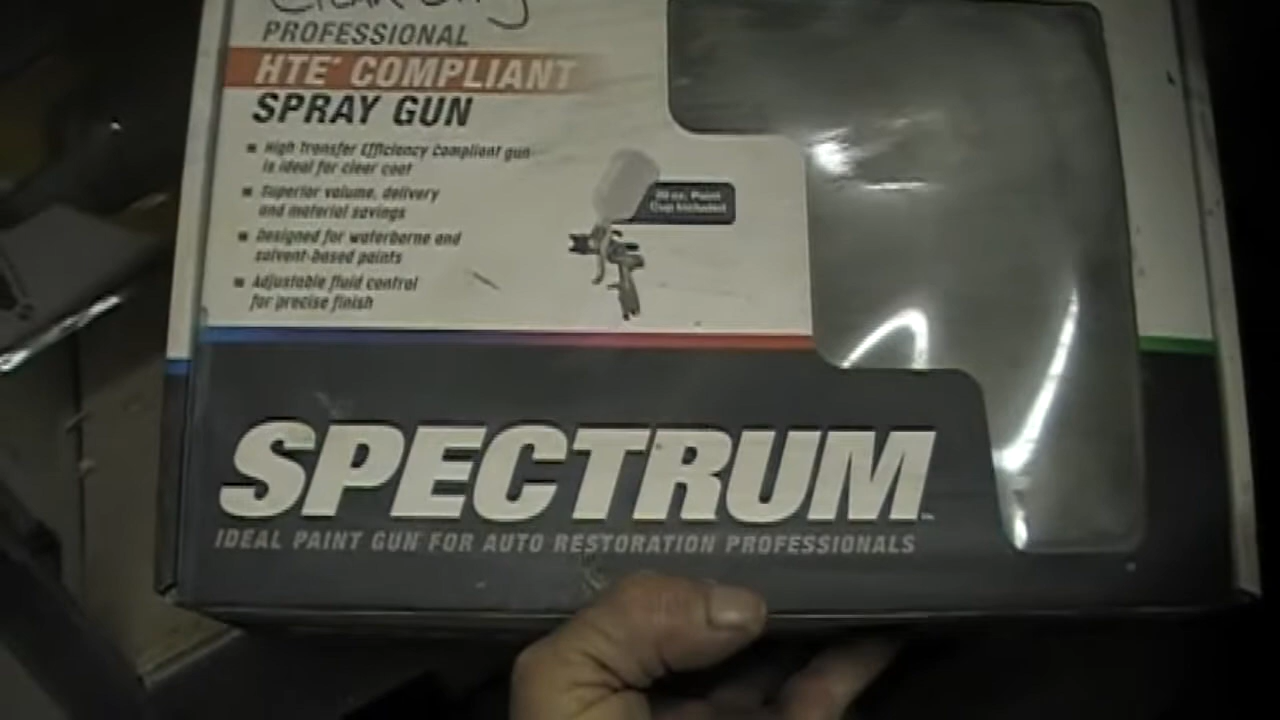 PROFESSIONAL
HTE* COMPLIANT
SPRAY GUN
High Transfer Efficiency Compliant gun
is ideal for clear coat
Superior volume, delivery
and material savings
Designed for waterborne and
solvent-based paints
Adjustable fluid control
for precise finish
20 oz. Paint
Cup Included
SPECTRUM™
IDEAL PAINT GUN FOR AUTO RESTORATION PROFESSIONALS